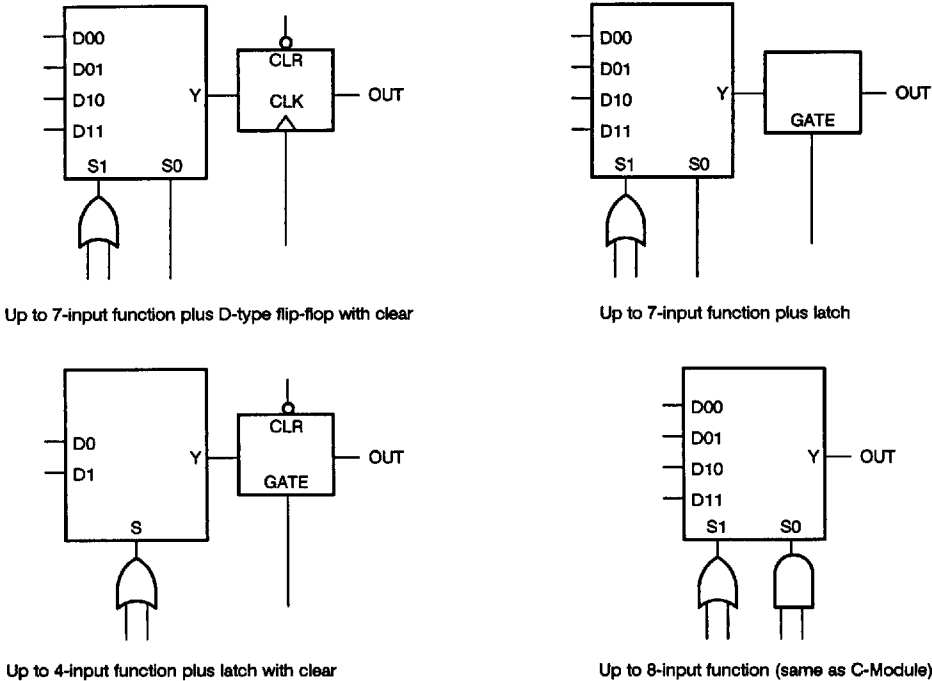 D00
D01
D10
D11
Y
S1
S0
CLR
CLK
OUT
Up to 7-input function plus D-type flip-flop with clear
D00
D01
D10
D11
Y
S1
S0
GATE
OUT
Up to 7-input function plus latch
D0
D1
Y
S
CLR
GATE
OUT
Up to 4-input function plus latch with clear
D00
D01
D10
D11
Y
S1
S0
OUT
Up to 8-input function (same as C-Module)